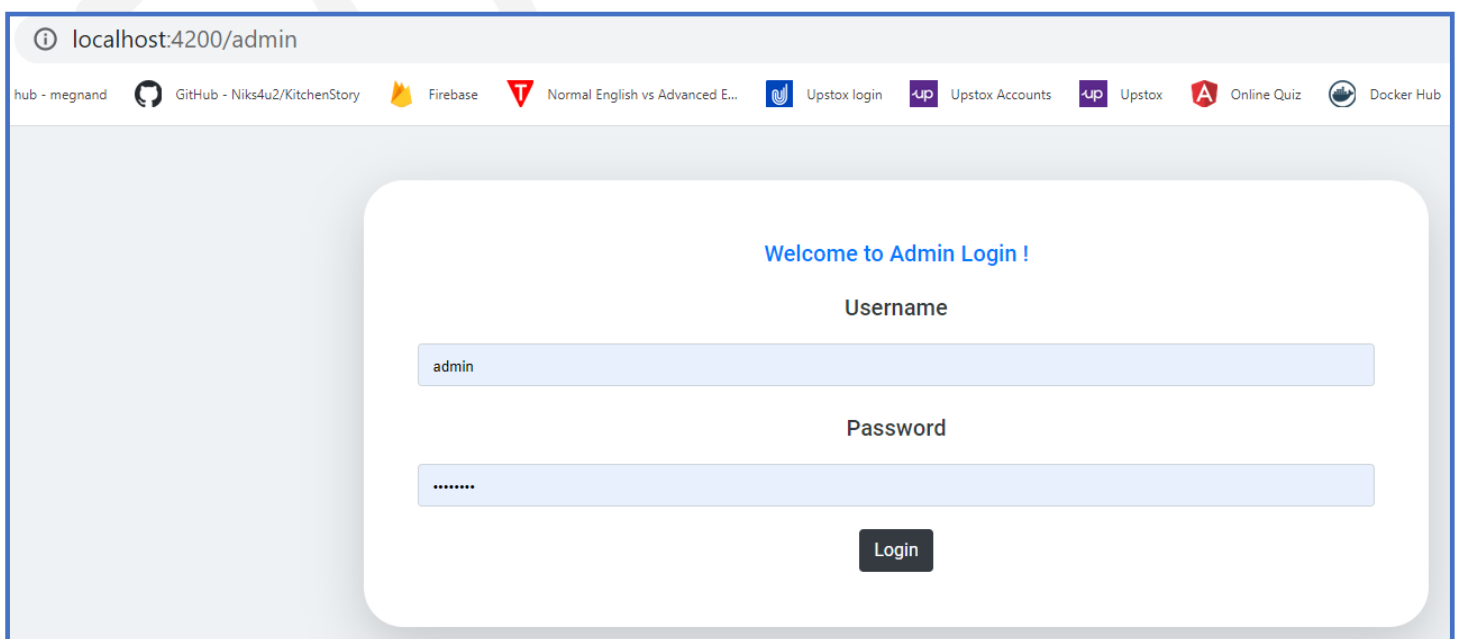 localhost:4200/admin
hub - megnand GitHub - Niks4u2/KitchenStory Firebase Normal English vs Advanced E... Upstox login Upstox Accounts Upstox Online Quiz Docker Hub
Welcome to Admin Login !
Username
admin
Password
••••••••
Login